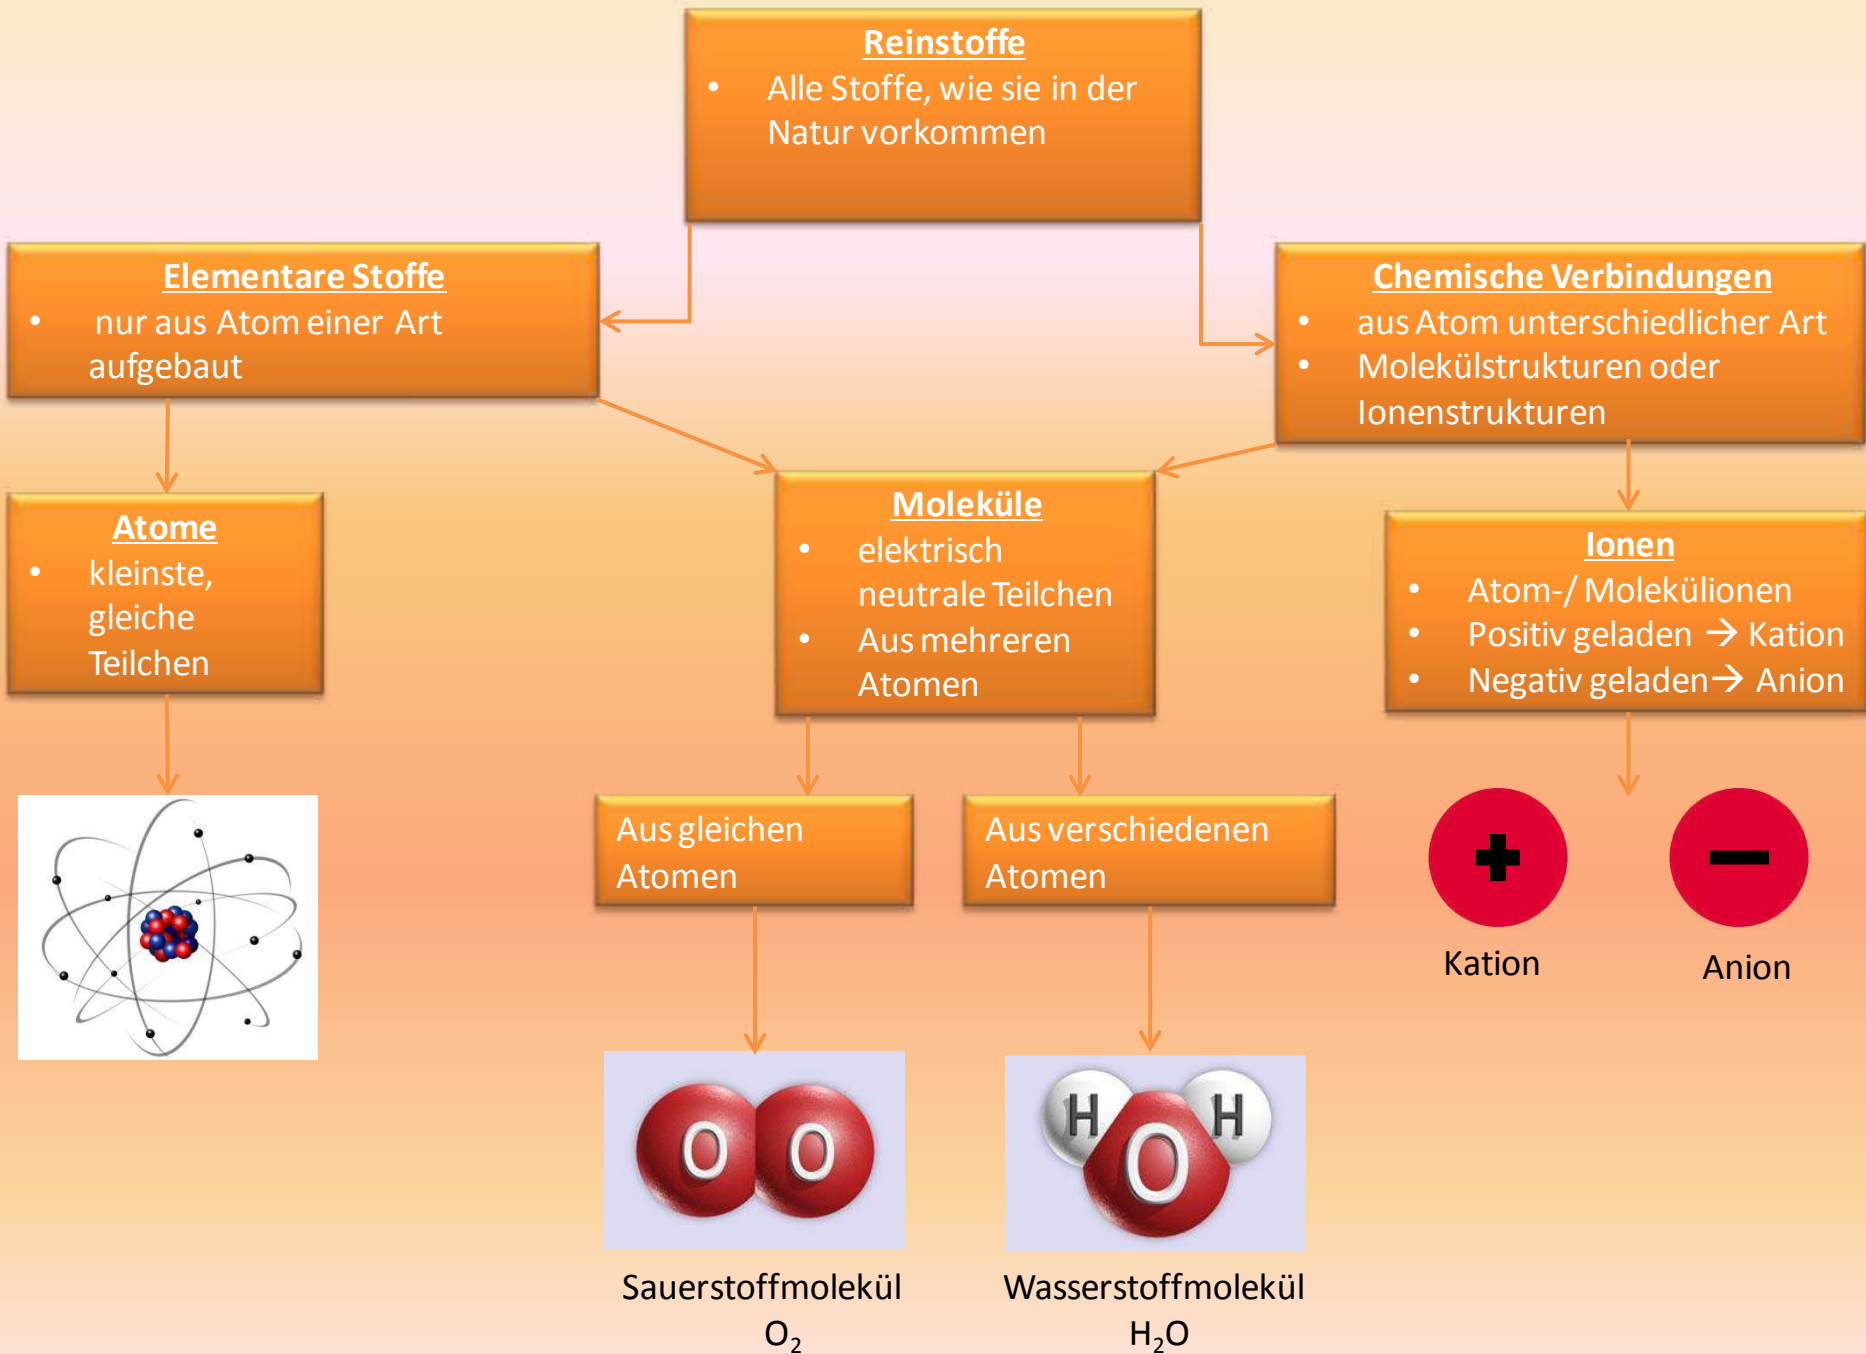 Reinstoffe
• Alle Stoffe, wie sie in der
Natur vorkommen
Elementare Stoffe
• nur aus Atom einer Art
aufgebaut
Chemische Verbindungen
• aus Atom unterschiedlicher Art
• Molekülstrukturen oder
Ionenstrukturen
Atome
• kleinste,
gleiche
Teilchen
Moleküle
• elektrisch
neutrale Teilchen
• Aus mehreren
Atomen
Ionen
• Atom-/ Molekülionen
• Positiv geladen → Kation
• Negativ geladen→ Anion
Aus gleichen
Atomen
Aus verschiedenen
Atomen
+
−
Kation
Anion
O O
H O H
Sauerstoffmolekül
O₂
Wasserstoffmolekül
H₂O